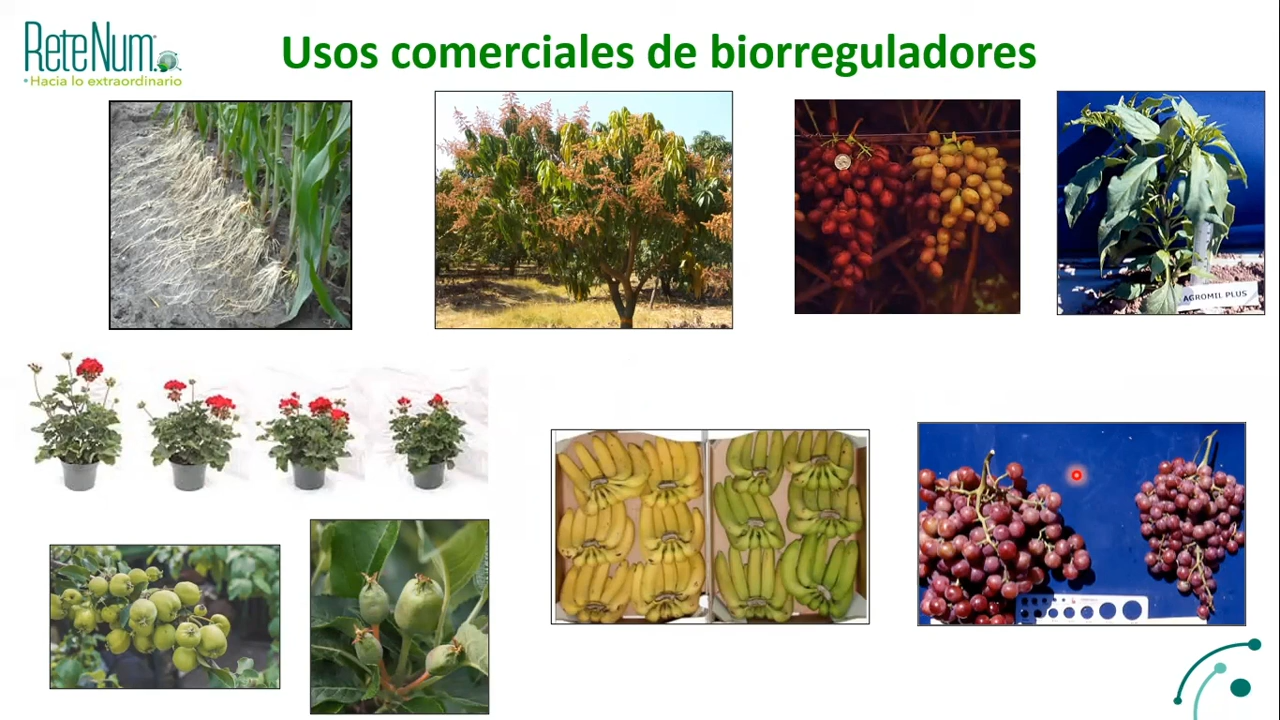 ReteNum
Hacia lo extraordinario
Usos comerciales de biorreguladores
AGROMIL PLUS